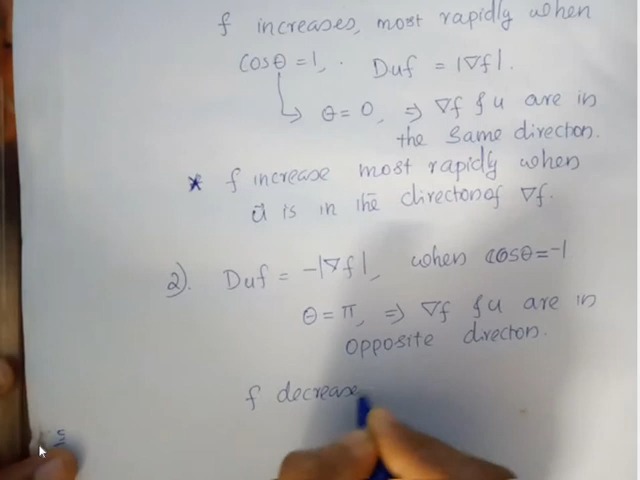 f increases, most rapidly when
cosθ = 1, . Duf = |∇f|.
θ = 0, ⇒ ∇f & u are in
the same direction.
* f increase most rapidly when
ū is in the directon of ∇f.
2). Duf = -|∇f|, when cosθ = -1
θ = π, ⇒ ∇f & u are in
opposite directon.
f decrease